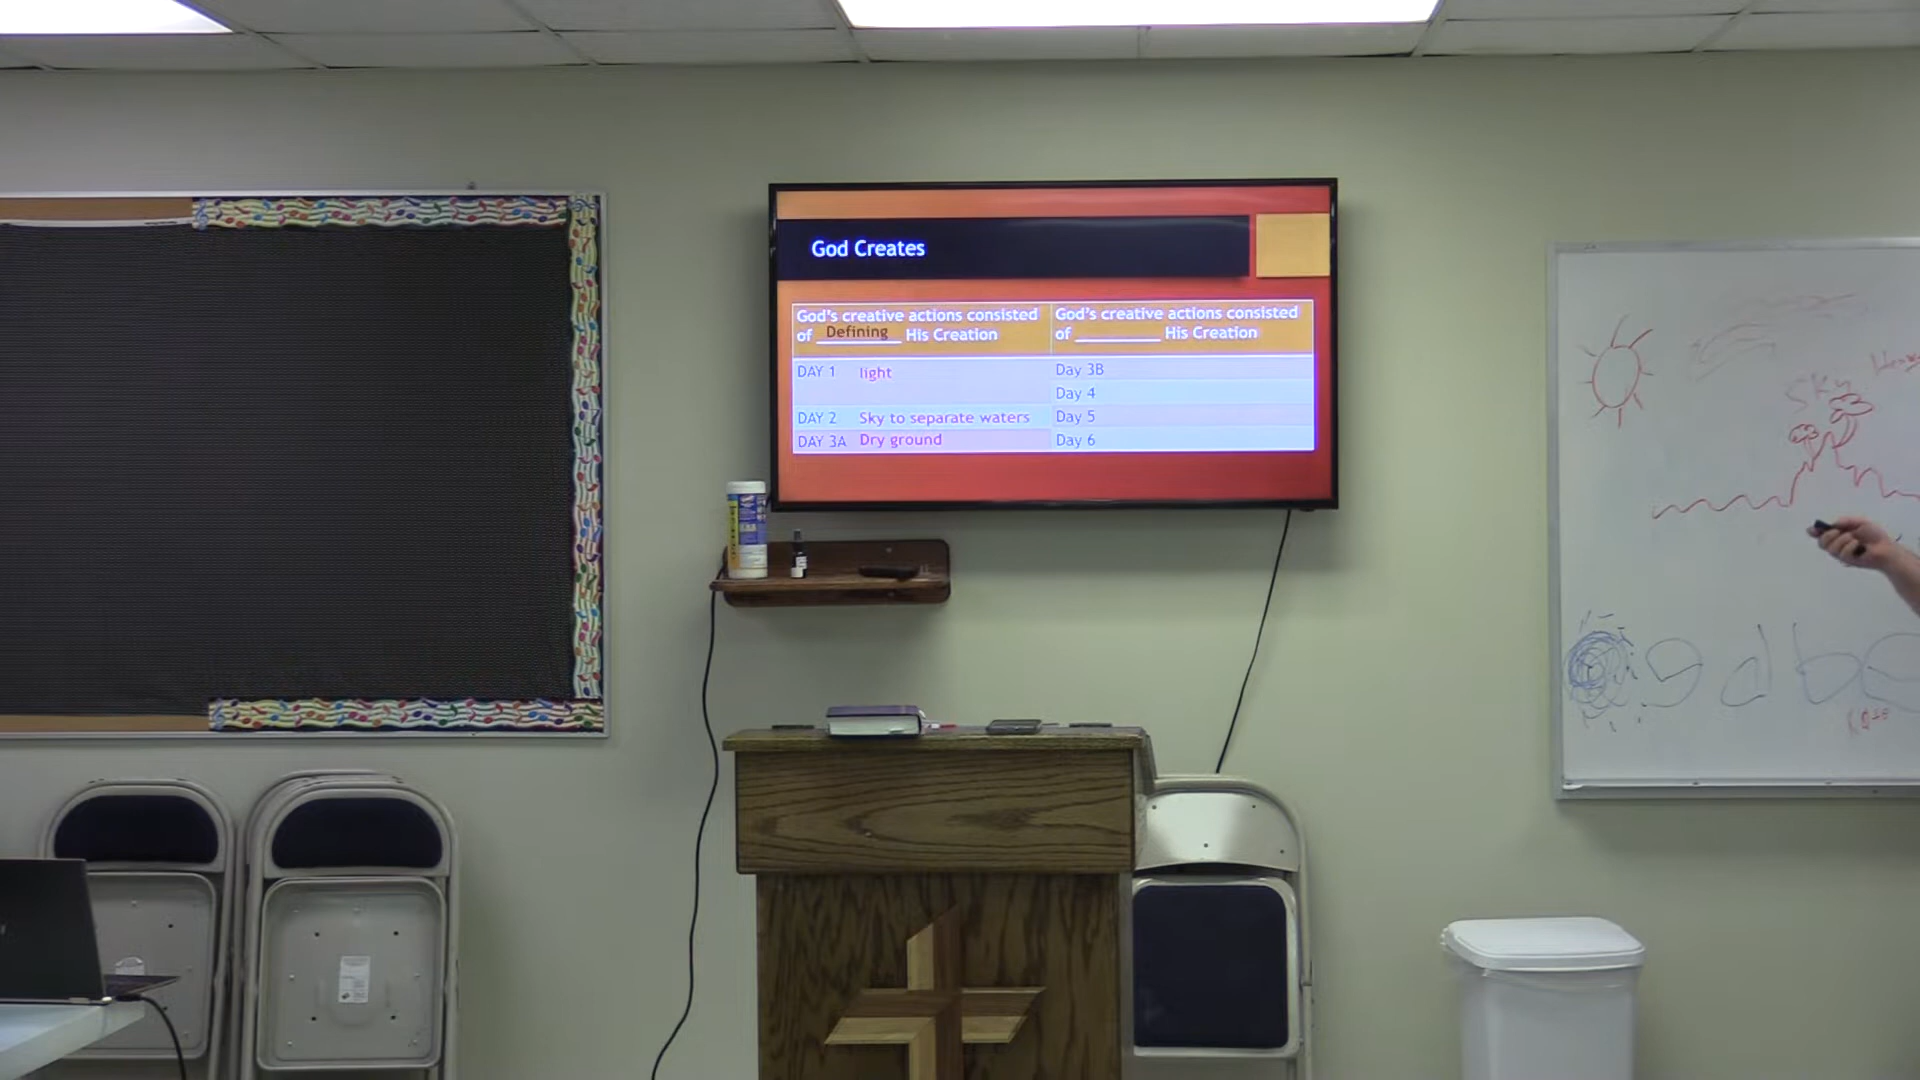 God Creates
God's creative actions consisted
of Defining His Creation
God's creative actions consisted
of ________ His Creation
DAY 1 light
Day 3B
Day 4
DAY 2 Sky to separate waters
Day 5
DAY 3A Dry ground
Day 6
Sky